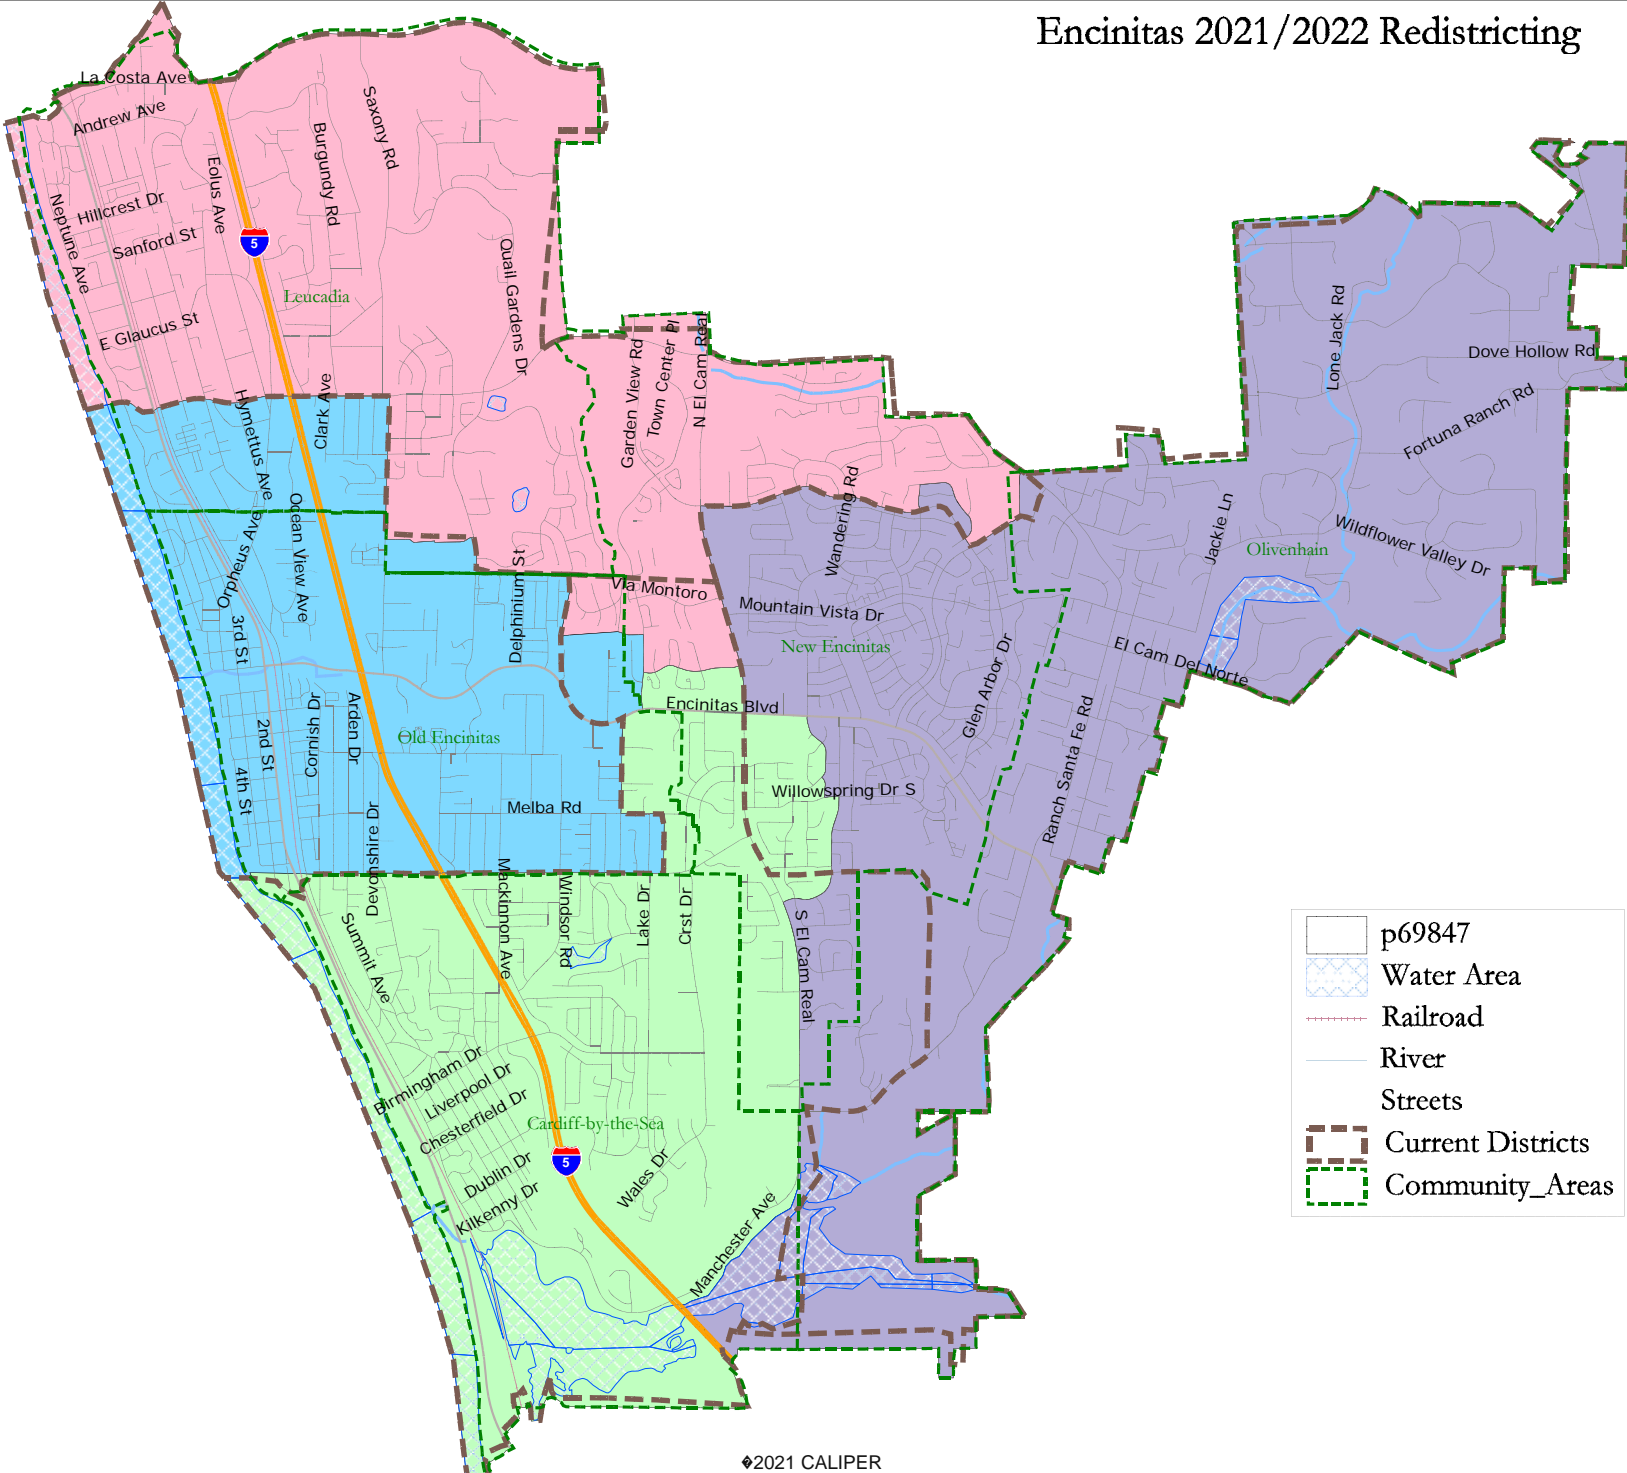 Encinitas 2021/2022 Redistricting
La Costa Ave
Andrew Ave
Saxony Rd
Burgundy Rd
Eolus Ave
Neptune Ave
Hillcrest Dr
Sanford St
5
Quail Gardens Dr
Leucadia
E Glaucus St
Lone Jack Rd
Garden View Rd
Town Center Pl
N El Cam Real
Dove Hollow Rd
Fortuna Ranch Rd
Hymettus Ave
Clark Ave
Wandering Rd
Jackie Ln
Wildflower Valley Dr
Olivenhain
Orpheus Ave
Ocean View Ave
Delphinium St
Via Montoro
Mountain Vista Dr
New Encinitas
3rd St
Glen Arbor Dr
El Cam Del Norte
Encinitas Blvd
Ranch Santa Fe Rd
2nd St
Cornish Dr
Arden Dr
Old Encinitas
4th St
Willowspring Dr S
Melba Rd
Devonshire Dr
Mackinnon Ave
Windsor Rd
Lake Dr
Crst Dr
Summit Ave
S El Cam Real
Birmingham Dr
Liverpool Dr
Chesterfield Dr
Cardiff-by-the-Sea
5
Dublin Dr
Kilkenny Dr
Wales Dr
Manchester Ave
p69847
Water Area
Railroad
River
Streets
Current Districts
Community_Areas
�2021 CALIPER